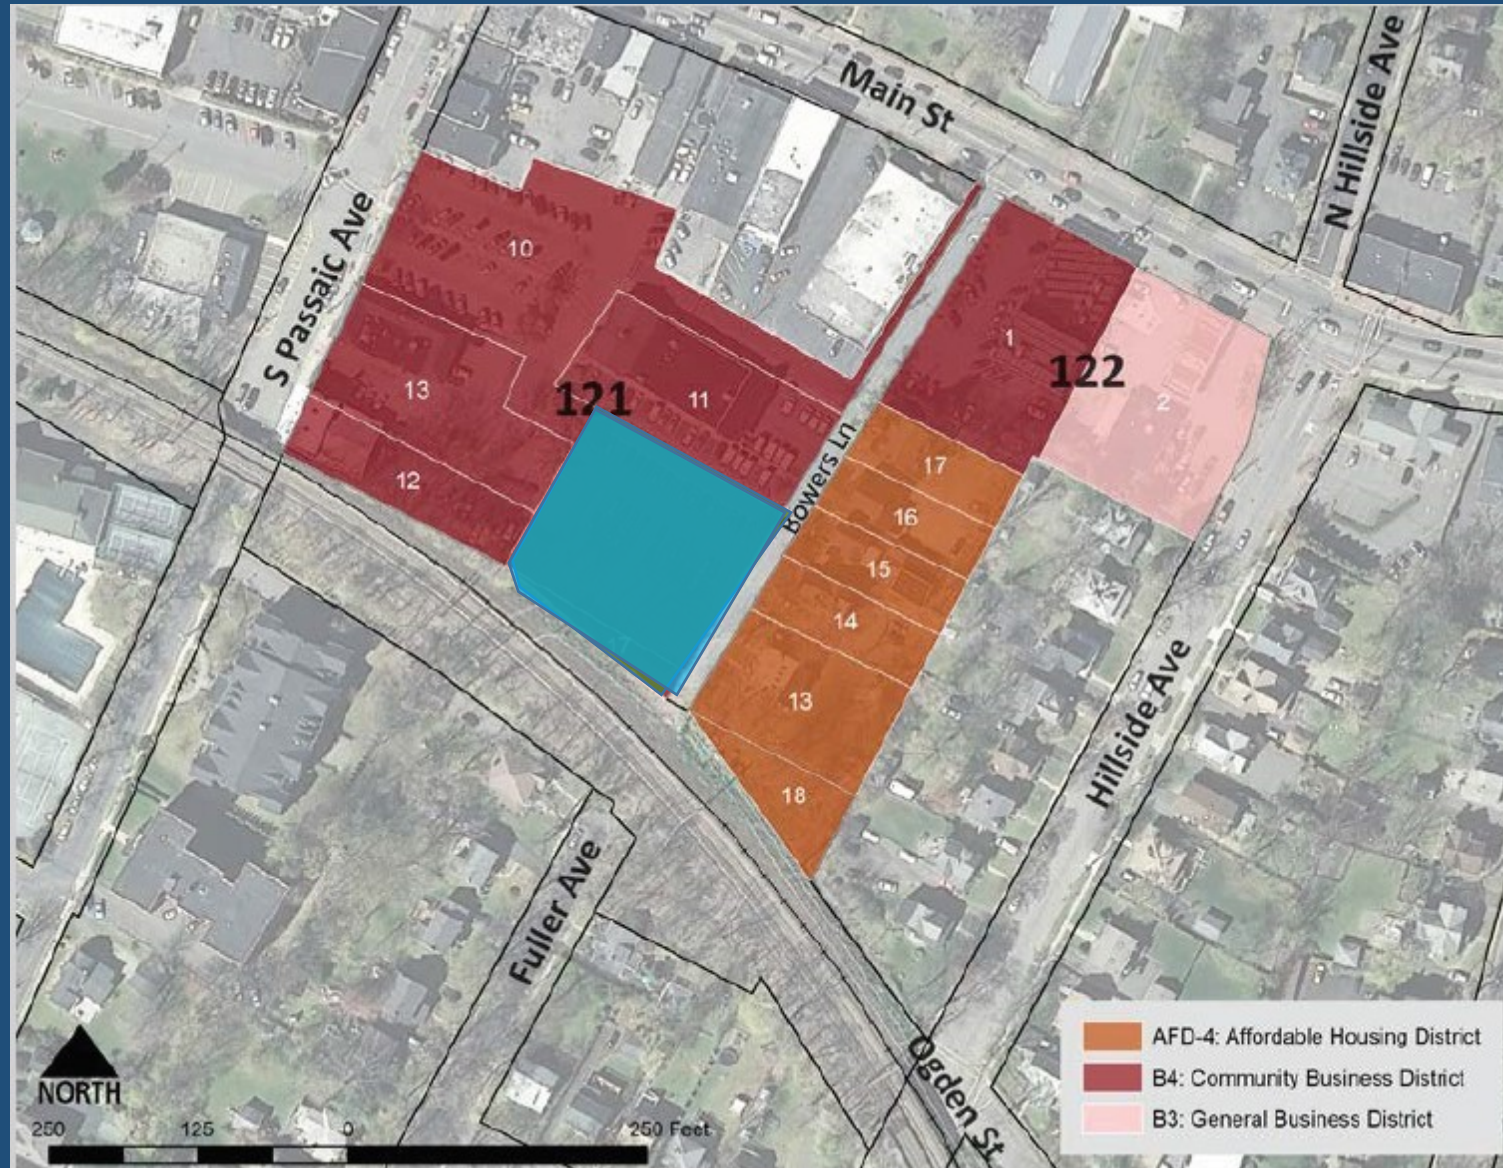 Main St
N Hillside Ave
S Passaic Ave
10
1
122
2
13
121
11
12
Bowers Ln
17
16
15
14
13
18
Hillside Ave
Fuller Ave
Ogden St
NORTH
250 125 0 250 Feet
AFD-4: Affordable Housing District
B4: Community Business District
B3: General Business District